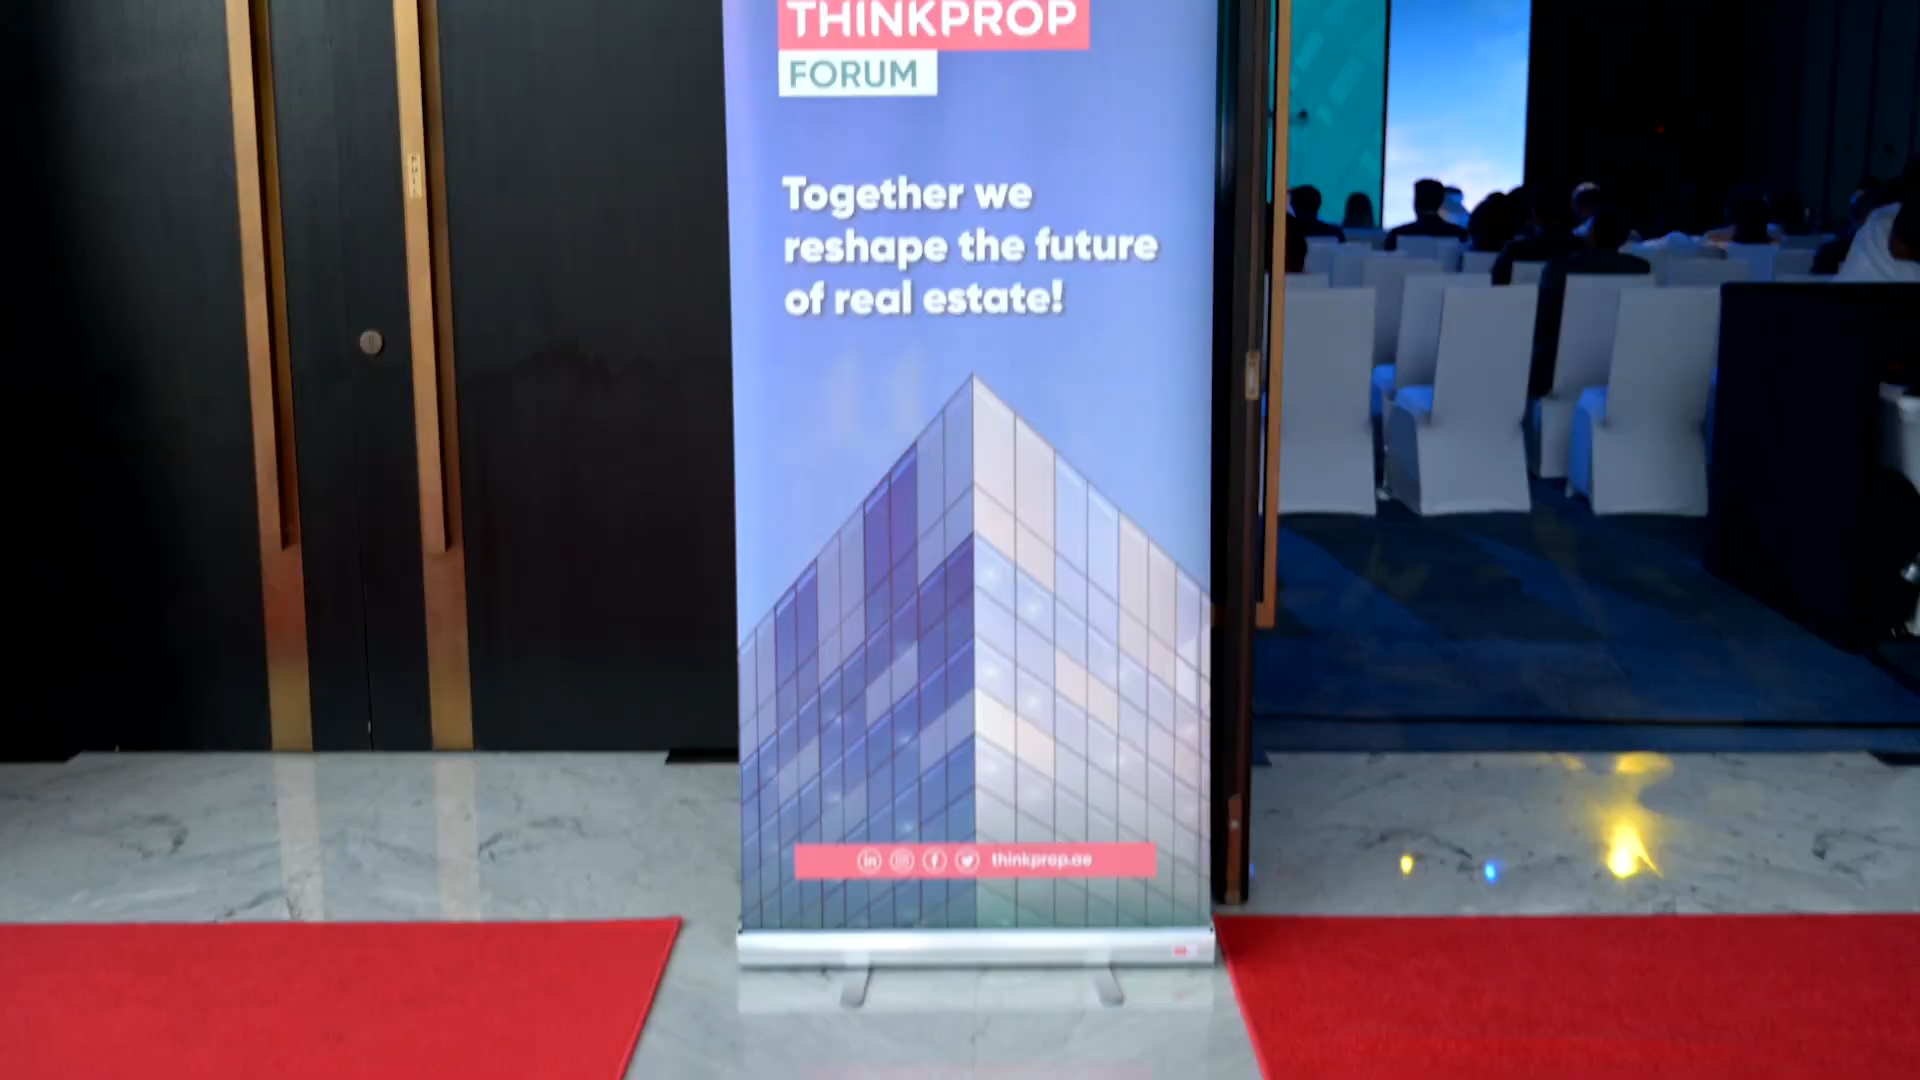 THINKPROP
FORUM
Together we
reshape the future
of real estate!
thinkprop.ae